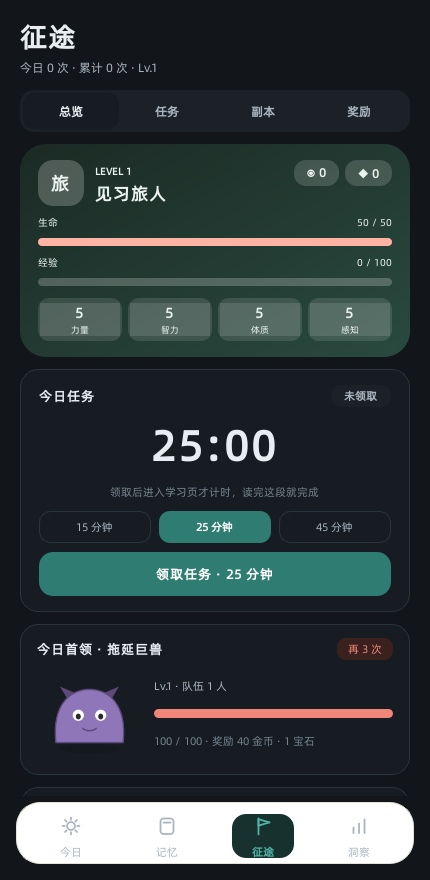 征途
今日 0 次 · 累计 0 次 · Lv.1
总览 任务 副本 奖励
旅
LEVEL 1
见习旅人
◉ 0 ◆ 0
生命 50 / 50
经验 0 / 100
5 5 5 5
力量 智力 体质 感知
今日任务 未领取
25:00
领取后进入学习页才计时，读完这段就完成
15 分钟 25 分钟 45 分钟
领取任务 · 25 分钟
今日首领 · 拖延巨兽 再 3 次
Lv.1 · 队伍 1 人
100 / 100 · 奖励 40 金币 · 1 宝石
今日 记忆 征途 洞察